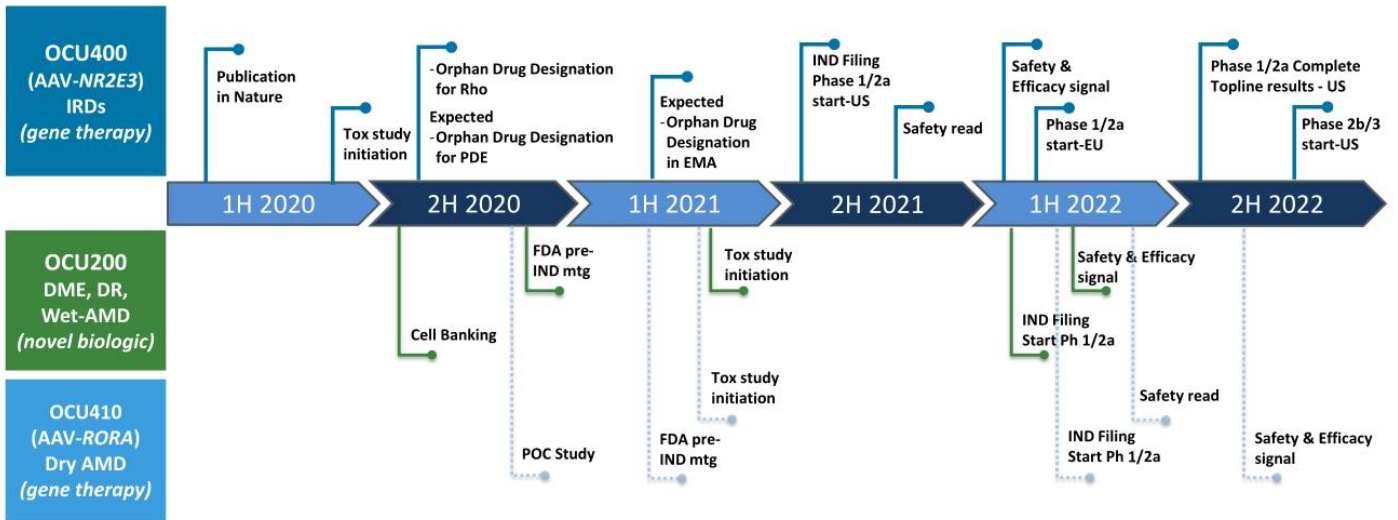 OCU400
(AAV-NR2E3)
IRDs
(gene therapy)
Publication
in Nature
Tox study
initiation
-Orphan Drug Designation
for Rho
Expected
-Orphan Drug Designation
for PDE
Expected
-Orphan Drug
Designation
in EMA
IND Filing
Phase 1/2a
start-US
Safety read
Safety &
Efficacy signal
Phase 1/2a
start-EU
Phase 1/2a Complete
Topline results - US
Phase 2b/3
start-US
1H 2020
2H 2020
1H 2021
2H 2021
1H 2022
2H 2022
OCU200
DME, DR,
Wet-AMD
(novel biologic)
Cell Banking
FDA pre-
IND mtg
Tox study
initiation
IND Filing
Start Ph 1/2a
Safety & Efficacy
signal
OCU410
(AAV-RORA)
Dry AMD
(gene therapy)
POC Study
FDA pre-
IND mtg
Tox study
initiation
IND Filing
Start Ph 1/2a
Safety read
Safety & Efficacy
signal